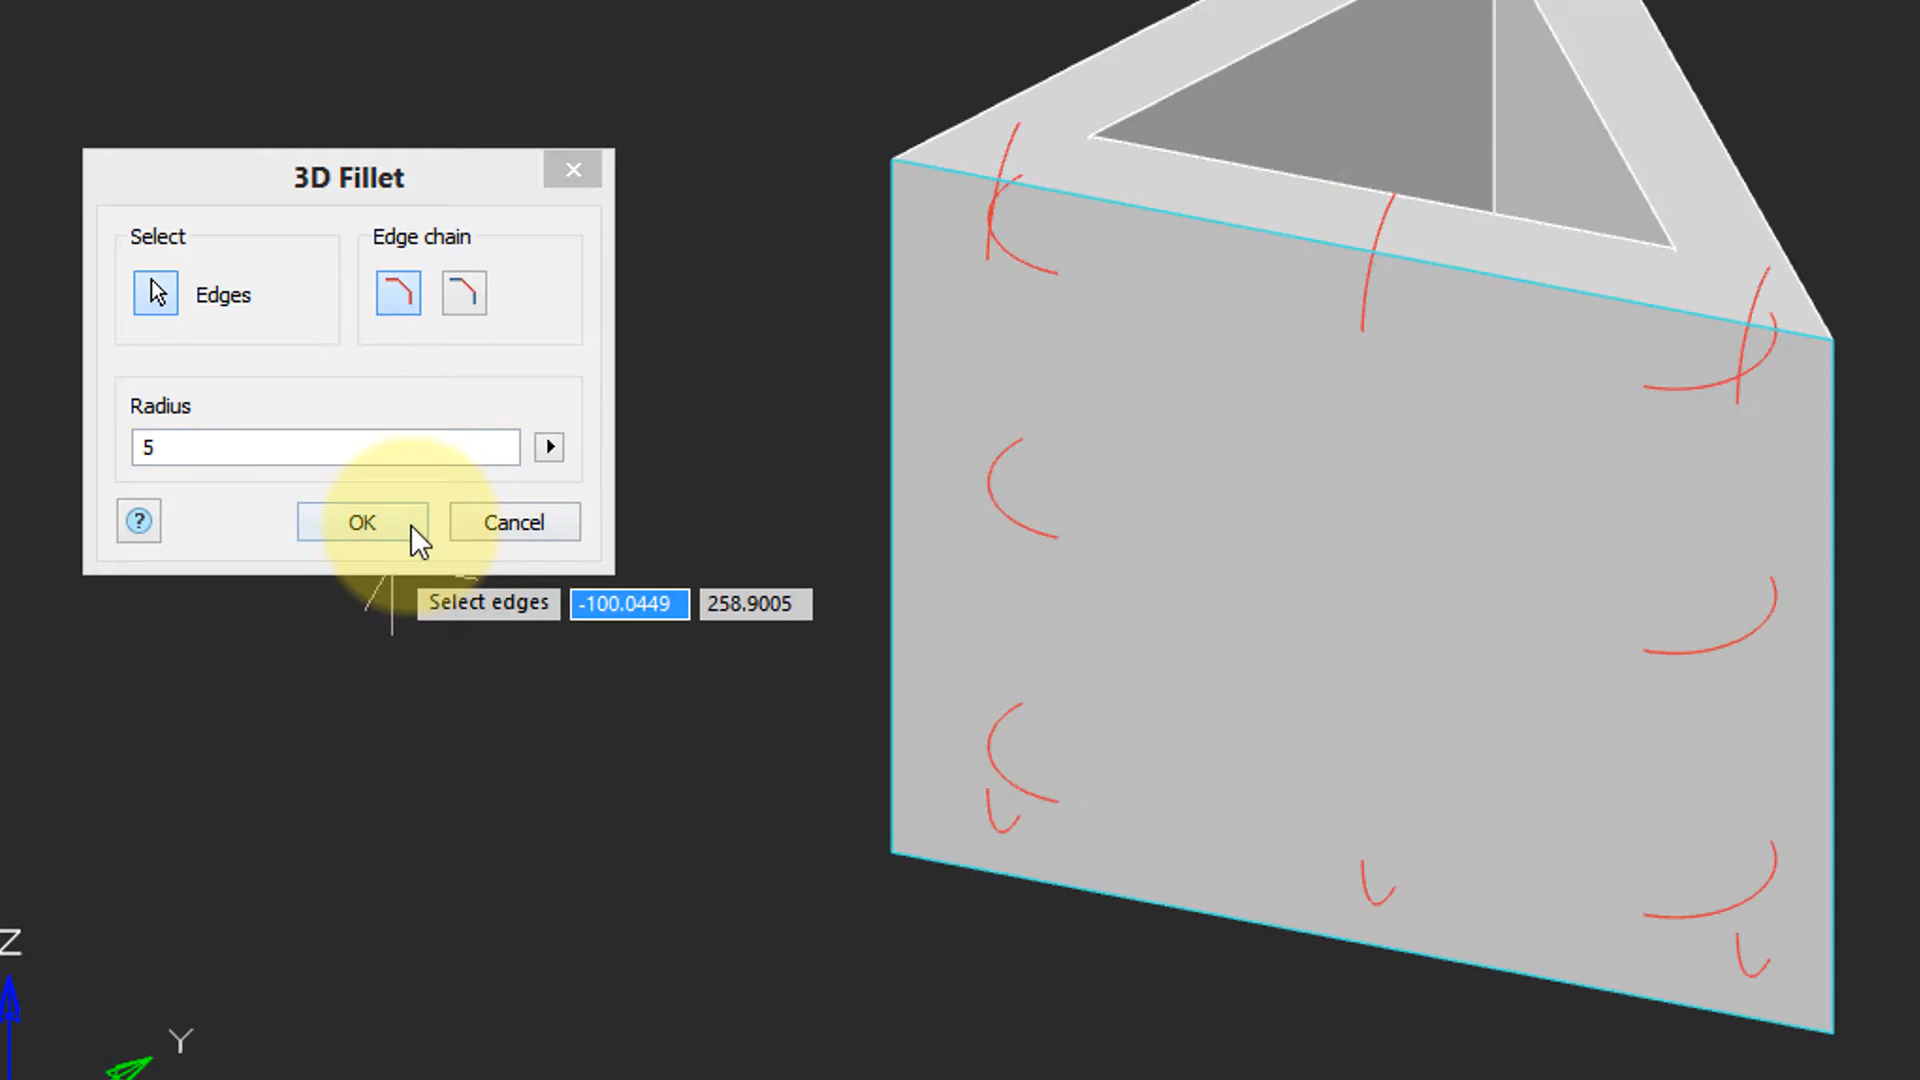 3D Fillet
Select
Edge chain
Edges
Radius
5
OK
Cancel
Select edges
-100.0449
258.9005
Z
Y